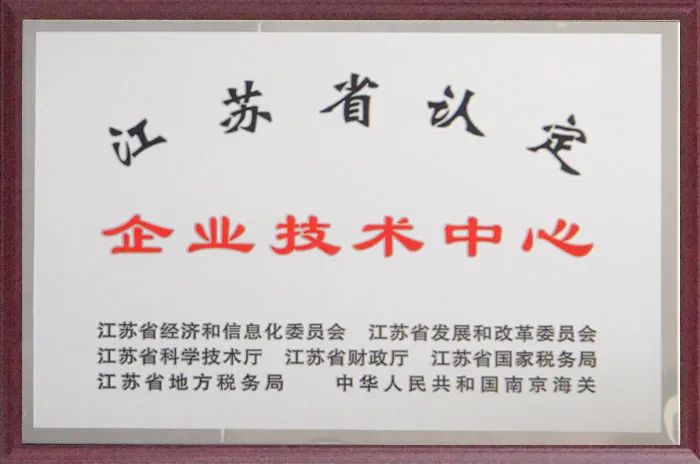 江苏省认定
企业技术中心
江苏省经济和信息化委员会 江苏省发展和改革委员会
江苏省科学技术厅 江苏省财政厅 江苏省国家税务局
江苏省地方税务局 中华人民共和国南京海关